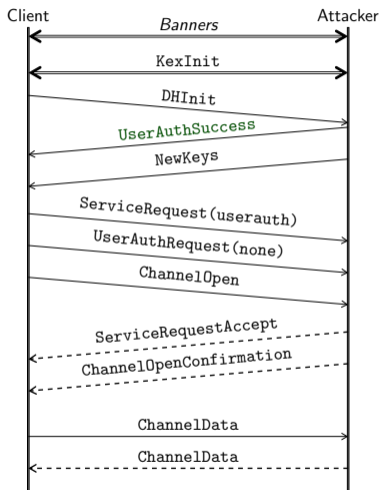 Client
Attacker
Banners
KexInit
DHInit
UserAuthSuccess
NewKeys
ServiceRequest(userauth)
UserAuthRequest(none)
ChannelOpen
ServiceRequestAccept
ChannelOpenConfirmation
ChannelData
ChannelData